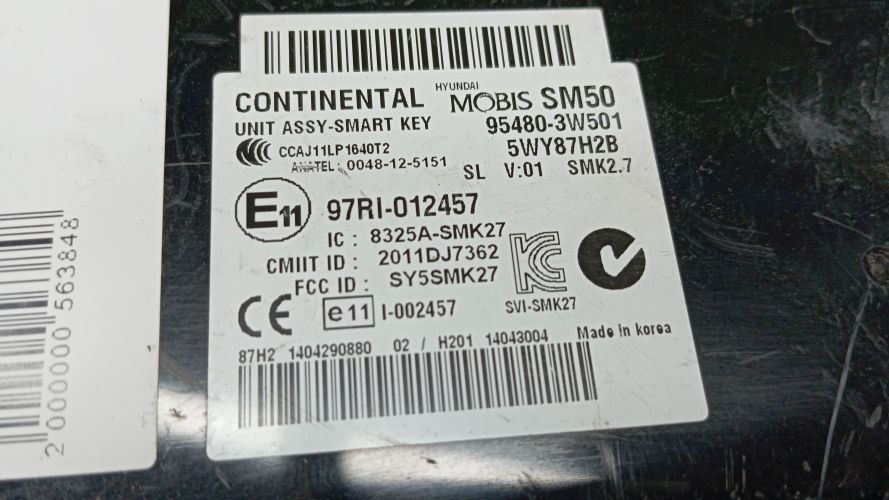 CONTINENTAL HYUNDAI MOBIS SM50
UNIT ASSY-SMART KEY 95480-3W501
CCAJ11LP1640T2 5WY87H2B
ANATEL: 0048-12-5151 SL V:01 SMK2.7
E11 97RI-012457
IC : 8325A-SMK27
CMIIT ID : 2011DJ7362
FCC ID : SY5SMK27
SVI-SMK27
CE e11 I-002457
87H2 1404290880 02 / H201 14043004 Made in Korea
2 000000 563848